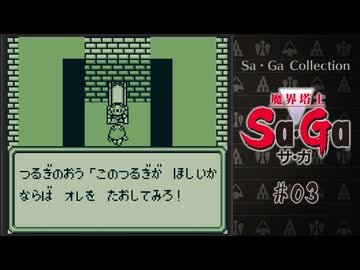 Sa・Ga Collection
魔界塔士
Sa・Ga
サ・ガ
#03
つるぎのおう「このつるぎが ほしいか
ならば オレを たおしてみろ!